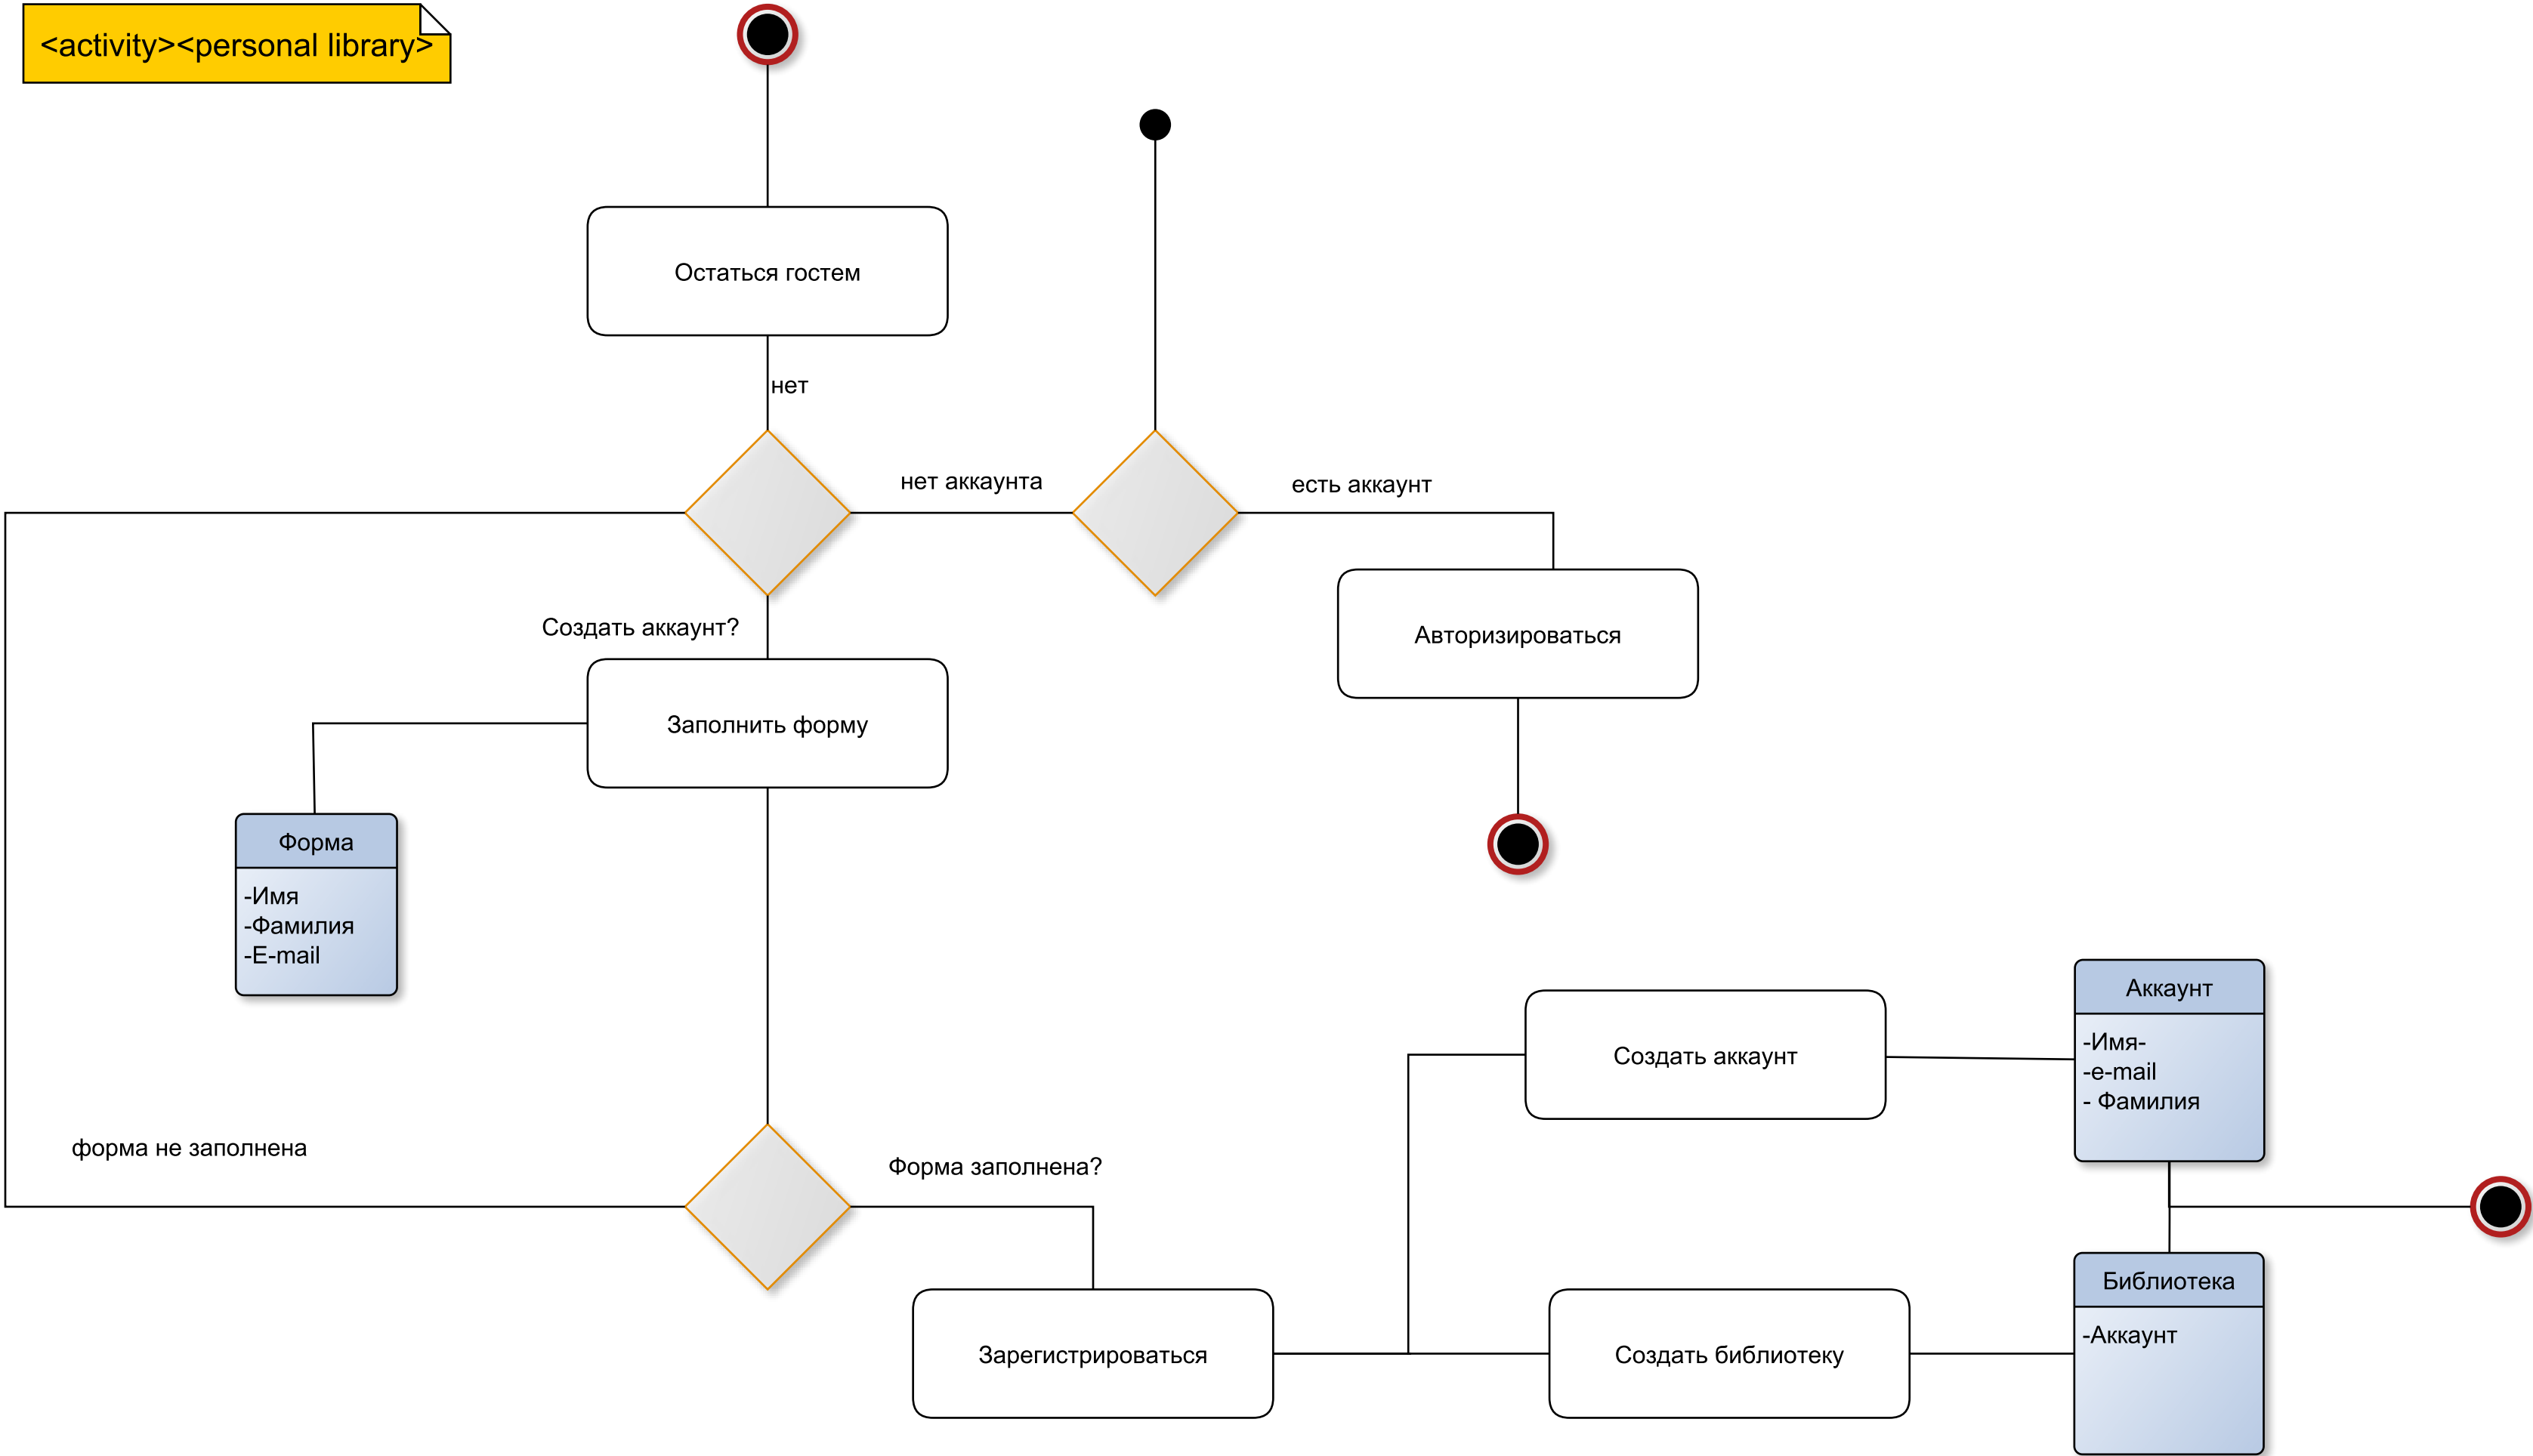 <activity><personal library>
Остаться гостем
нет
нет аккаунта
есть аккаунт
Создать аккаунт?
Авторизироваться
Заполнить форму
Форма
-Имя
-Фамилия
-E-mail
Создать аккаунт
Аккаунт
-Имя-
-e-mail
- Фамилия
форма не заполнена
Форма заполнена?
Зарегистрироваться
Создать библиотеку
Библиотека
-Аккаунт